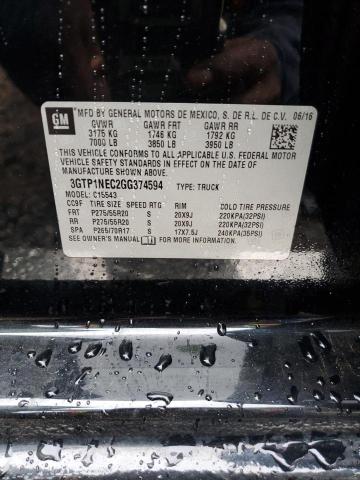 GM
MFD BY GENERAL MOTORS DE MEXICO, S. DE R.L. DE C.V. 06/16
GVWR GAWR FRT GAWR RR
3175 KG 1746 KG 1792 KG
7000 LB 3850 LB 3950 LB
THIS VEHICLE CONFORMS TO ALL APPLICABLE U.S. FEDERAL MOTOR
VEHICLE SAFETY STANDARDS IN EFFECT ON THE DATE OF
MANUFACTURE SHOWN ABOVE.
3GTP1NEC2GG374594 TYPE: TRUCK
MODEL: C15543
CC9F TIRE SIZE SPEED RTG RIM COLD TIRE PRESSURE
FRT P275/55R20 S 20X9J 220KPA(32PSI)
RR P275/55R20 S 20X9J 220KPA(32PSI)
SPA P265/70R17 S 17X7.5J 240KPA(35PSI)
SEE OWNER'S MANUAL FOR MORE INFORMATION.